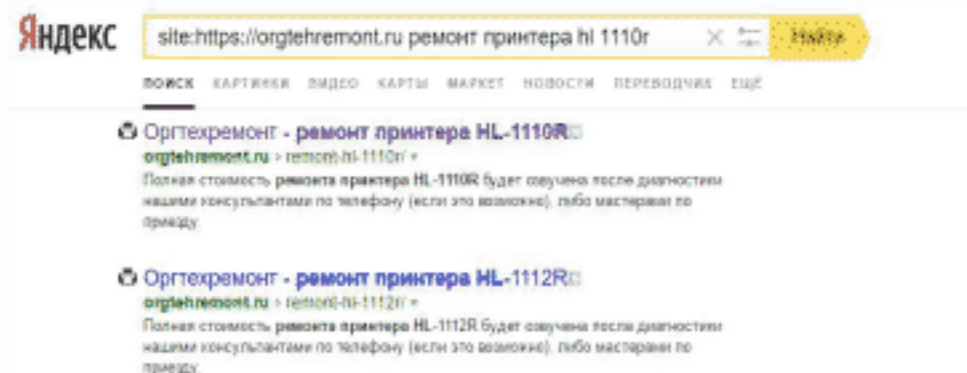 Яндекс
site:https://orgtehremont.ru ремонт принтера hl 1110r
Найти
ПОИСК КАРТИНКИ ВИДЕО КАРТЫ МАРКЕТ НОВОСТИ ПЕРЕВОДЧИК ЕЩЁ
Оргтехремонт - ремонт принтера HL-1110R
orgtehremont.ru › remont-hl-1110r/
Полная стоимость ремонта принтера HL-1110R будет озвучена после диагностики
нашими консультантами по телефону (если это возможно), либо мастерами по
приезду.
Оргтехремонт - ремонт принтера HL-1112R
orgtehremont.ru › remont-hl-1112r/
Полная стоимость ремонта принтера HL-1112R будет озвучена после диагностики
нашими консультантами по телефону (если это возможно), либо мастерами по
приезду.